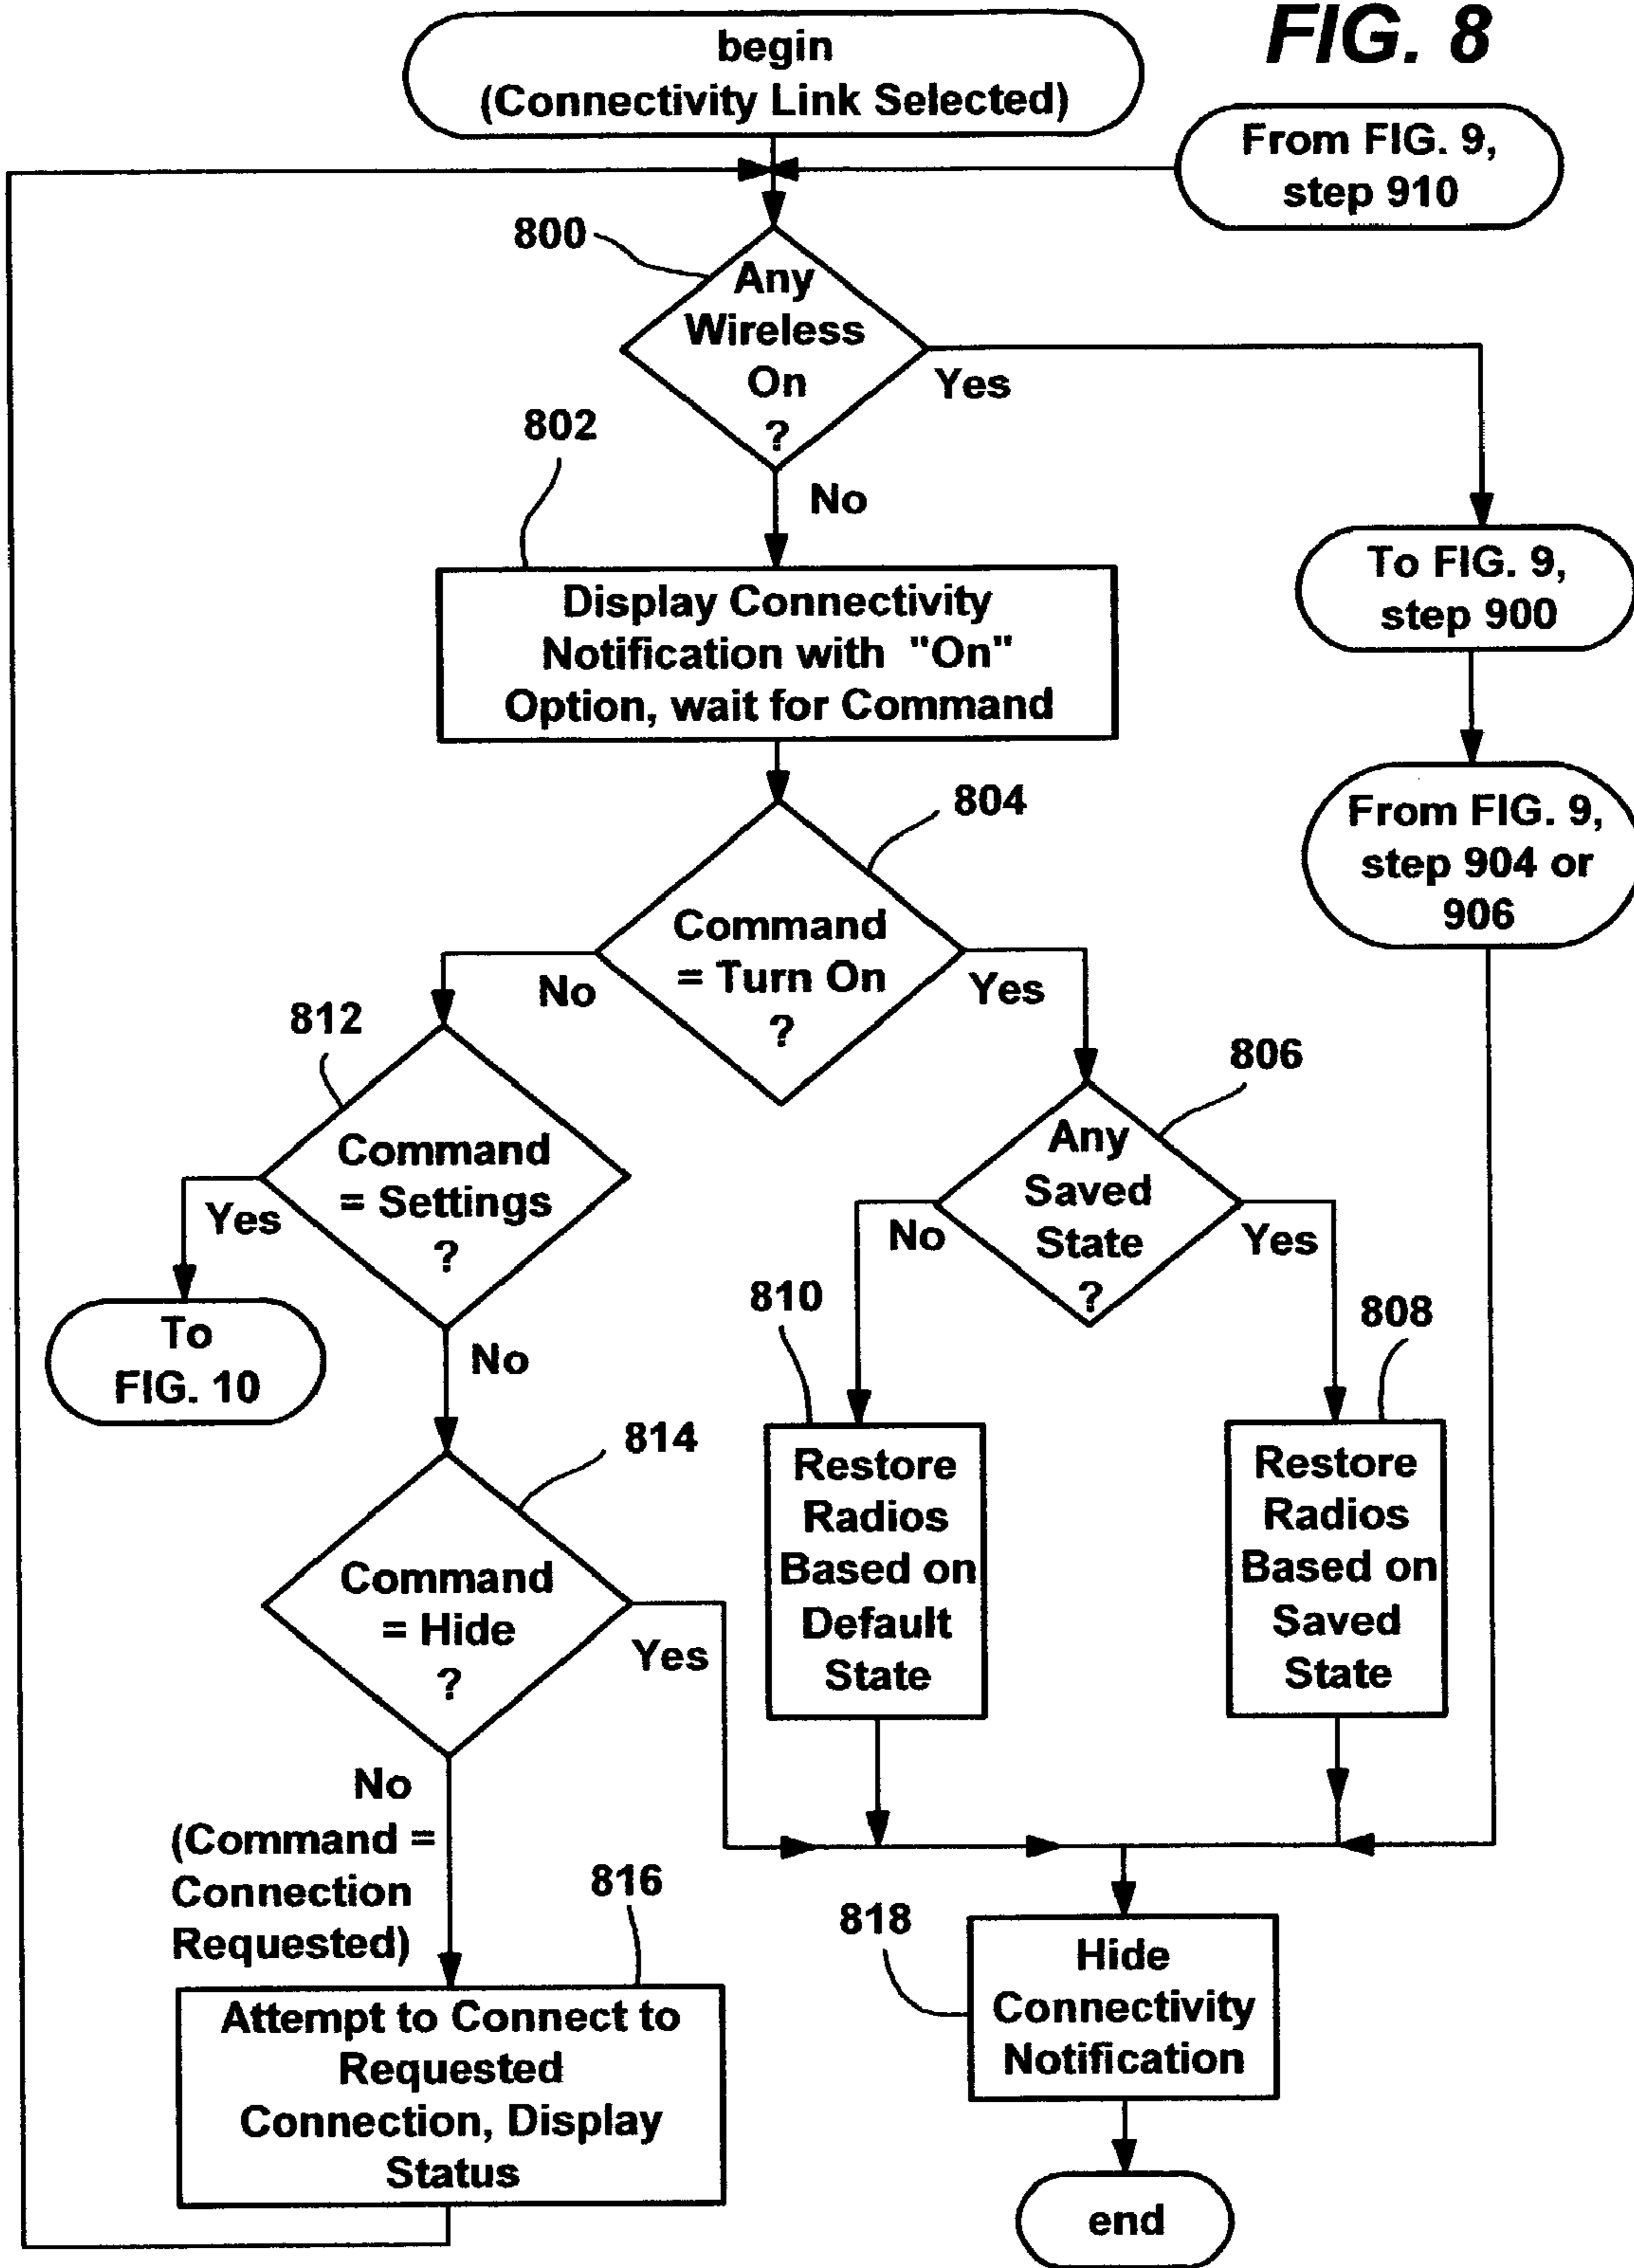 FIG. 8
begin
(Connectivity Link Selected)
From FIG. 9,
step 910
800
Any
Wireless
On
?
Yes
No
802
Display Connectivity
Notification with "On"
Option, wait for Command
To FIG. 9,
step 900
From FIG. 9,
step 904 or
906
804
Command
= Turn On
?
No
Yes
812
Command
= Settings
?
Yes
No
To
FIG. 10
806
Any
Saved
State
?
No
Yes
810
Restore
Radios
Based on
Default
State
808
Restore
Radios
Based on
Saved
State
814
Command
= Hide
?
Yes
No
(Command =
Connection
Requested)
816
Attempt to Connect to
Requested
Connection, Display
Status
818
Hide
Connectivity
Notification
end